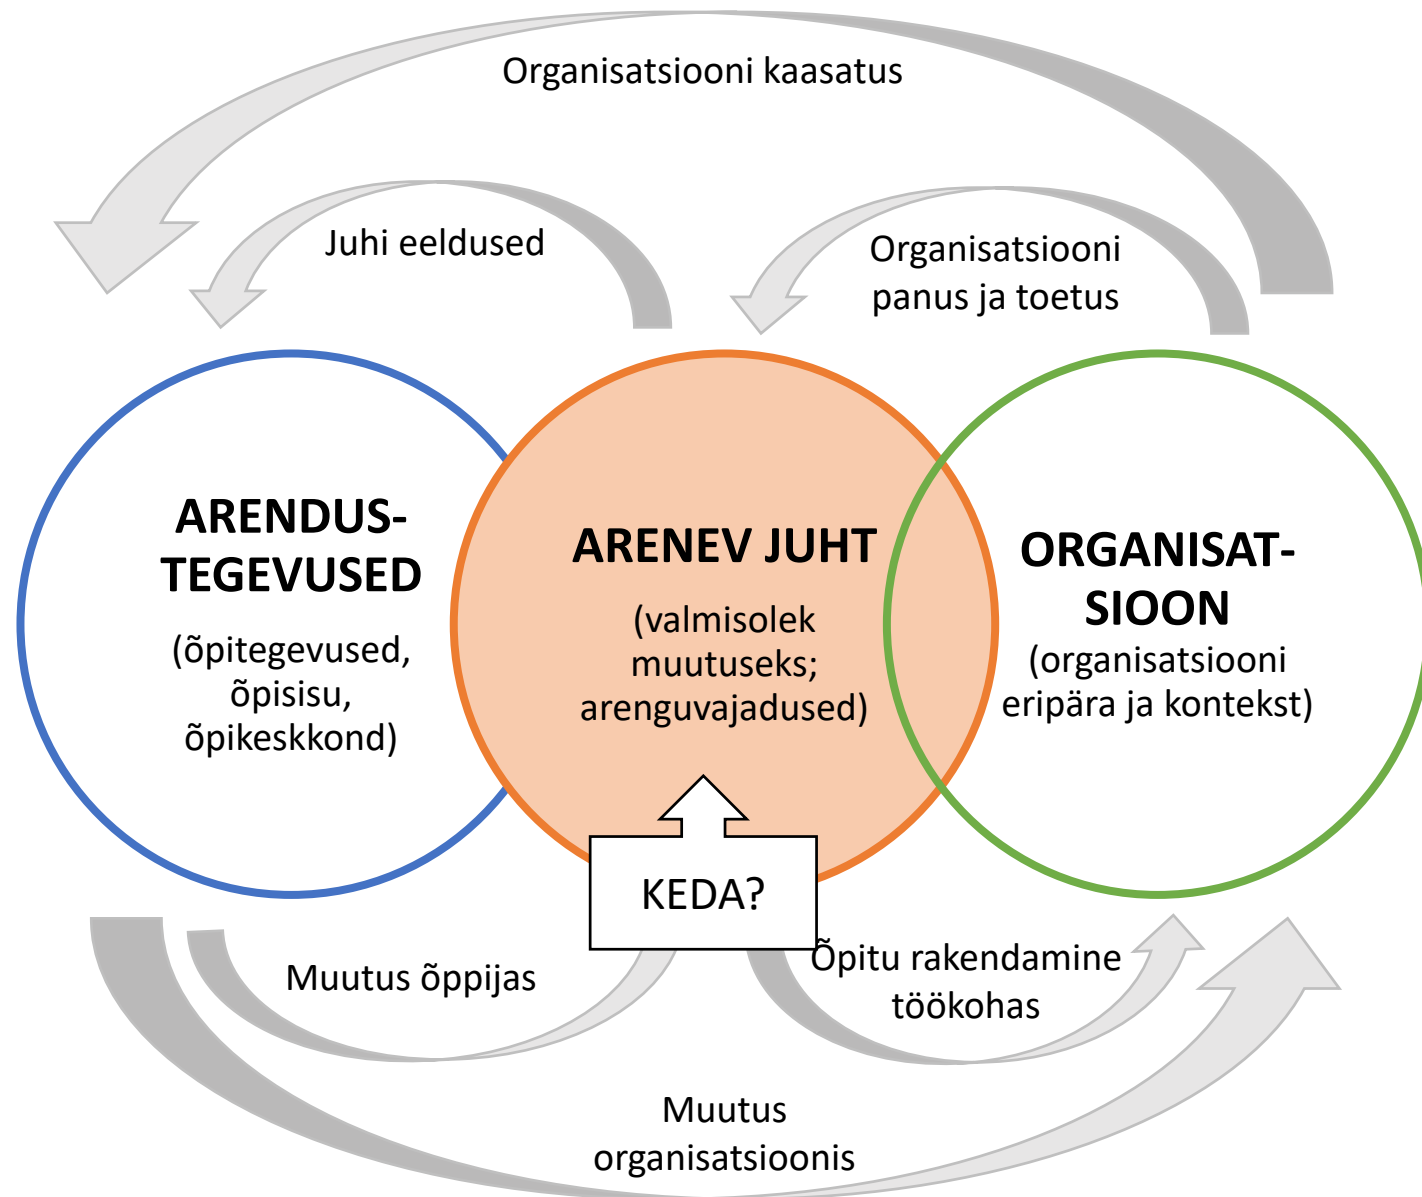 Organisatsiooni kaasatus
Juhi eeldused
Organisatsiooni
panus ja toetus
ARENDUS-
TEGEVUSED
(õpitegevused,
õpisisu,
õpikeskkond)
ARENEV JUHT
(valmisolek
muutuseks;
arenguvajadused)
ORGANISAT-
SIOON
(organisatsiooni
eripära ja kontekst)
KEDA?
Muutus õppijas
Õpitu rakendamine
töökohas
Muutus
organisatsioonis